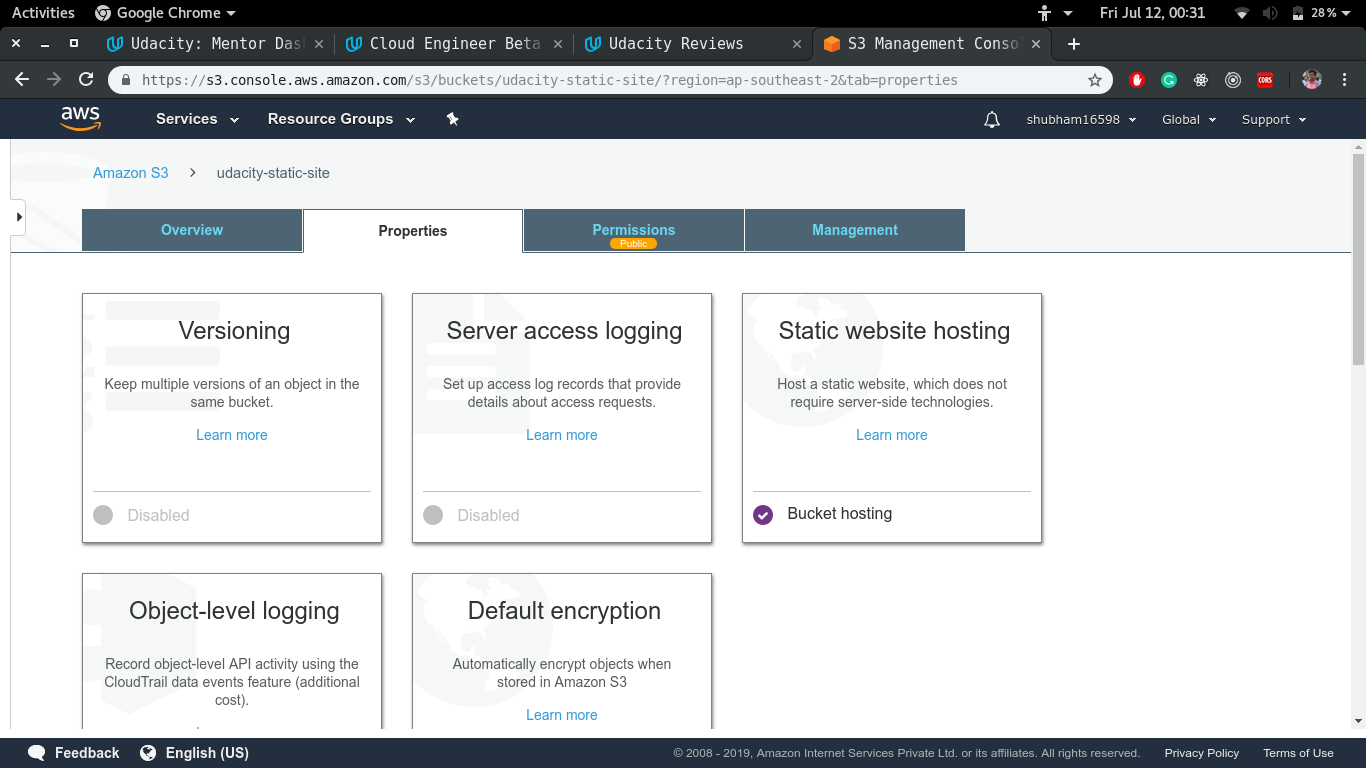 Activities Google Chrome Fri Jul 12, 00:31 28%
Udacity: Mentor Das Cloud Engineer Beta Udacity Reviews S3 Management Conso
https://s3.console.aws.amazon.com/s3/buckets/udacity-static-site/?region=ap-southeast-2&tab=properties CORS
aws Services Resource Groups shubham16598 Global Support
Amazon S3 > udacity-static-site
Overview Properties Permissions Management
Public
Versioning
Keep multiple versions of an object in the
same bucket.
Learn more
Disabled
Server access logging
Set up access log records that provide
details about access requests.
Learn more
Disabled
Static website hosting
Host a static website, which does not
require server-side technologies.
Learn more
Bucket hosting
Object-level logging
Record object-level API activity using the
CloudTrail data events feature (additional
cost).
Default encryption
Automatically encrypt objects when
stored in Amazon S3
Learn more
Feedback English (US) © 2008 - 2019, Amazon Internet Services Private Ltd. or its affiliates. All rights reserved. Privacy Policy Terms of Use